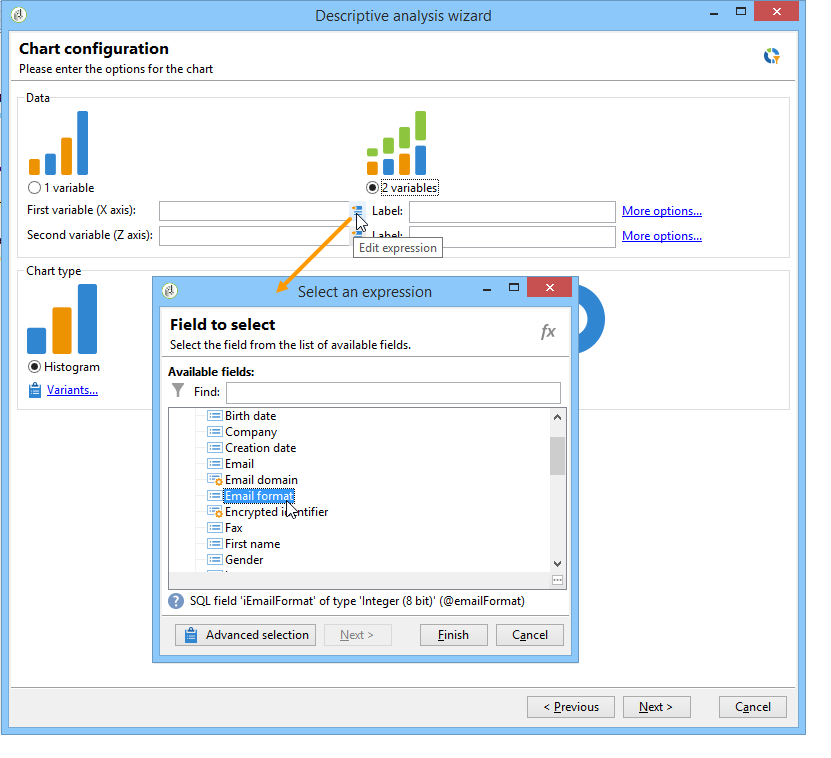 Descriptive analysis wizard
Chart configuration
Please enter the options for the chart
Data
1 variable
2 variables
First variable (X axis):
Label:
More options...
Second variable (Z axis):
Label:
More options...
Edit expression
Chart type
Histogram
Variants...
Select an expression
Field to select
fx
Select the field from the list of available fields.
Available fields:
Find:
Birth date
Company
Creation date
Email
Email domain
Email format
Encrypted identifier
Fax
First name
Gender
SQL field 'iEmailFormat' of type 'Integer (8 bit)' (@emailFormat)
Advanced selection
Next >
Finish
Cancel
< Previous
Next >
Cancel